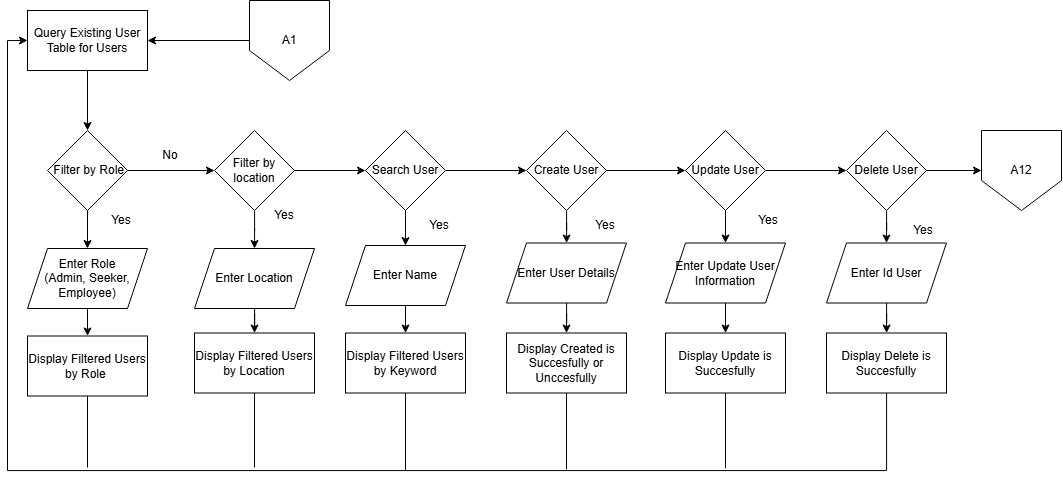 Query Existing User
Table for Users
A1
Filter by Role
No
Filter by
location
Search User
Create User
Update User
Delete User
A12
Yes
Yes
Yes
Yes
Yes
Yes
Enter Role
(Admin, Seeker,
Employee)
Enter Location
Enter Name
Enter User Details
Enter Update User
Information
Enter Id User
Display Filtered Users
by Role
Display Filtered Users
by Location
Display Filtered Users
by Keyword
Display Created is
Succesfully or
Unccesfully
Display Update is
Succesfully
Display Delete is
Succesfully